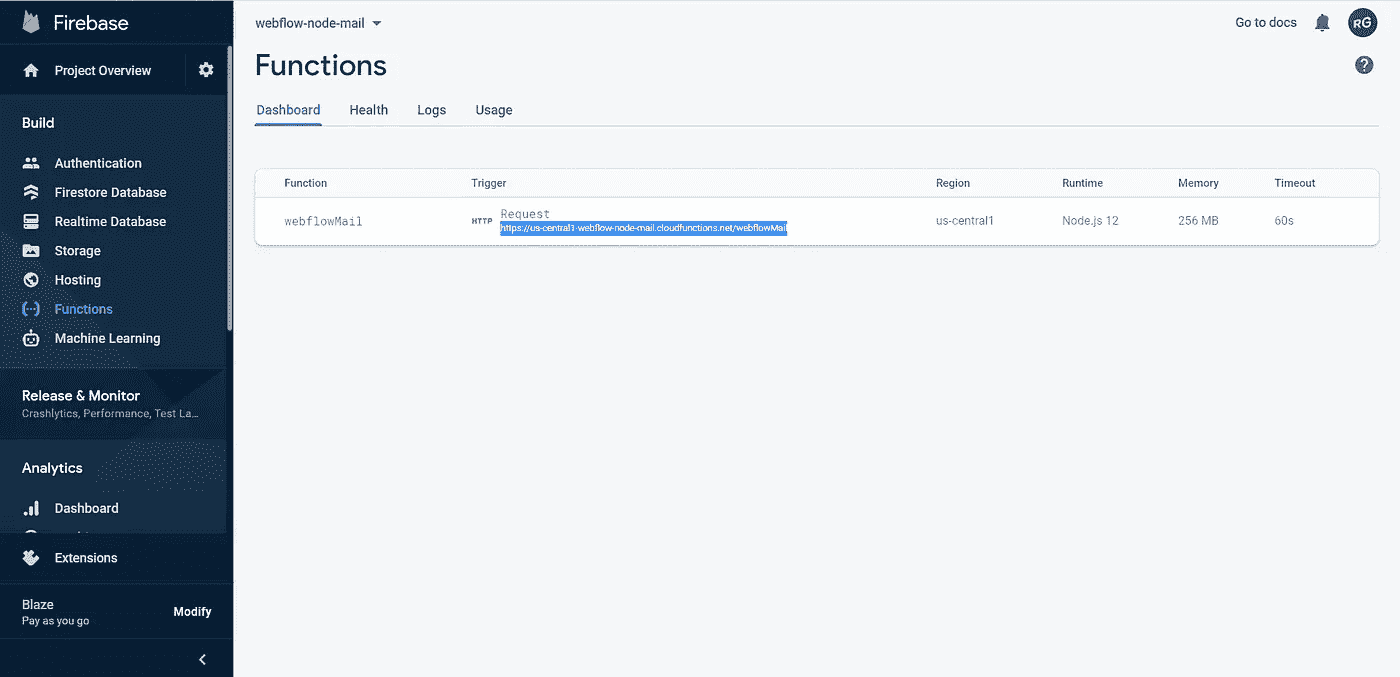 Firebase
Project Overview
Build
Authentication
Firestore Database
Realtime Database
Storage
Hosting
Functions
Machine Learning
Release & Monitor
Crashlytics, Performance, Test La...
Analytics
Dashboard
Extensions
Blaze
Pay as you go
Modify
webflow-node-mail
Go to docs
RG
Functions
Dashboard Health Logs Usage
Function Trigger Region Runtime Memory Timeout
webflowMail HTTP Request us-central1 Node.js 12 256 MB 60s
https://us-central1-webflow-node-mail.cloudfunctions.net/webflowMail